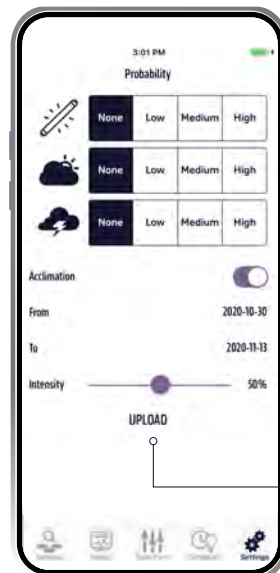 3:01 PM
Probability
None Low Medium High
None Low Medium High
None Low Medium High
Acclimation
From 2020-10-30
To 2020-11-13
Intensity 50%
UPLOAD
Settings